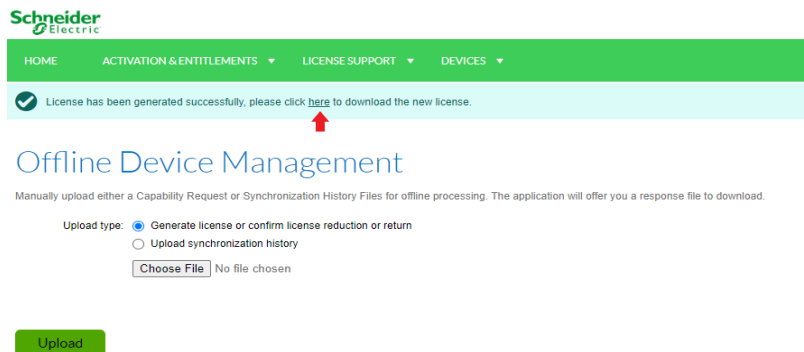 Schneider
Electric
HOME ACTIVATION & ENTITLEMENTS LICENSE SUPPORT DEVICES
License has been generated successfully, please click here to download the new license.
Offline Device Management
Manually upload either a Capability Request or Synchronization History Files for offline processing. The application will offer you a response file to download.
Upload type: Generate license or confirm license reduction or return
Upload synchronization history
Choose File No file chosen
Upload